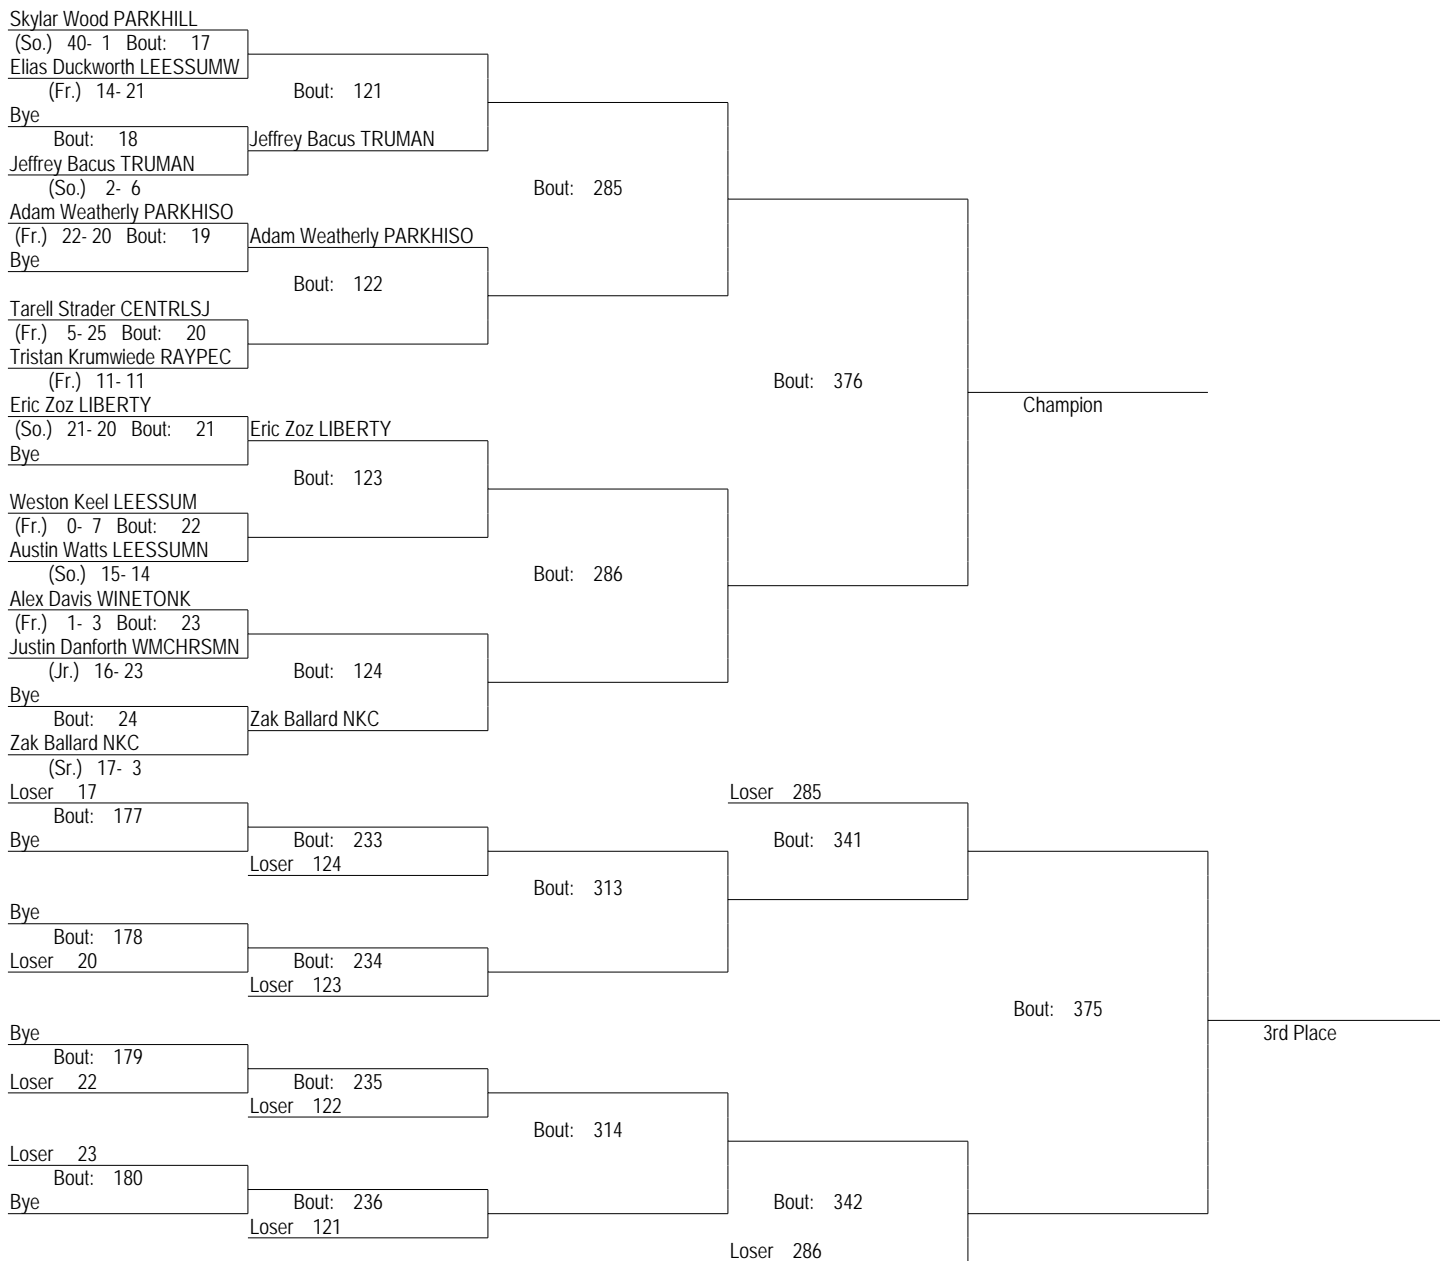 Skylar Wood PARKHILL
(So.) 40- 1 Bout: 17
Elias Duckworth LEESSUMW
(Fr.) 14- 21 Bout: 121
Bye
Bout: 18 Jeffrey Bacus TRUMAN
Jeffrey Bacus TRUMAN
(So.) 2- 6 Bout: 285
Adam Weatherly PARKHISO
(Fr.) 22- 20 Bout: 19 Adam Weatherly PARKHISO
Bye
Bout: 122
Tarell Strader CENTRLSJ
(Fr.) 5- 25 Bout: 20
Tristan Krumwiede RAYPEC
(Fr.) 11- 11 Bout: 376
Eric Zoz LIBERTY Champion
(So.) 21- 20 Bout: 21 Eric Zoz LIBERTY
Bye
Bout: 123
Weston Keel LEESSUM
(Fr.) 0- 7 Bout: 22
Austin Watts LEESSUMN
(So.) 15- 14 Bout: 286
Alex Davis WINETONK
(Fr.) 1- 3 Bout: 23
Justin Danforth WMCHRSMN
(Jr.) 16- 23 Bout: 124
Bye
Bout: 24 Zak Ballard NKC
Zak Ballard NKC
(Sr.) 17- 3
Loser 17 Loser 285
Bout: 177
Bye Bout: 233 Bout: 341
Loser 124
Bout: 313
Bye
Bout: 178
Loser 20 Bout: 234
Loser 123
Bout: 375
Bye 3rd Place
Bout: 179
Loser 22 Bout: 235
Loser 122
Bout: 314
Loser 23
Bout: 180
Bye Bout: 236 Bout: 342
Loser 121
Loser 286